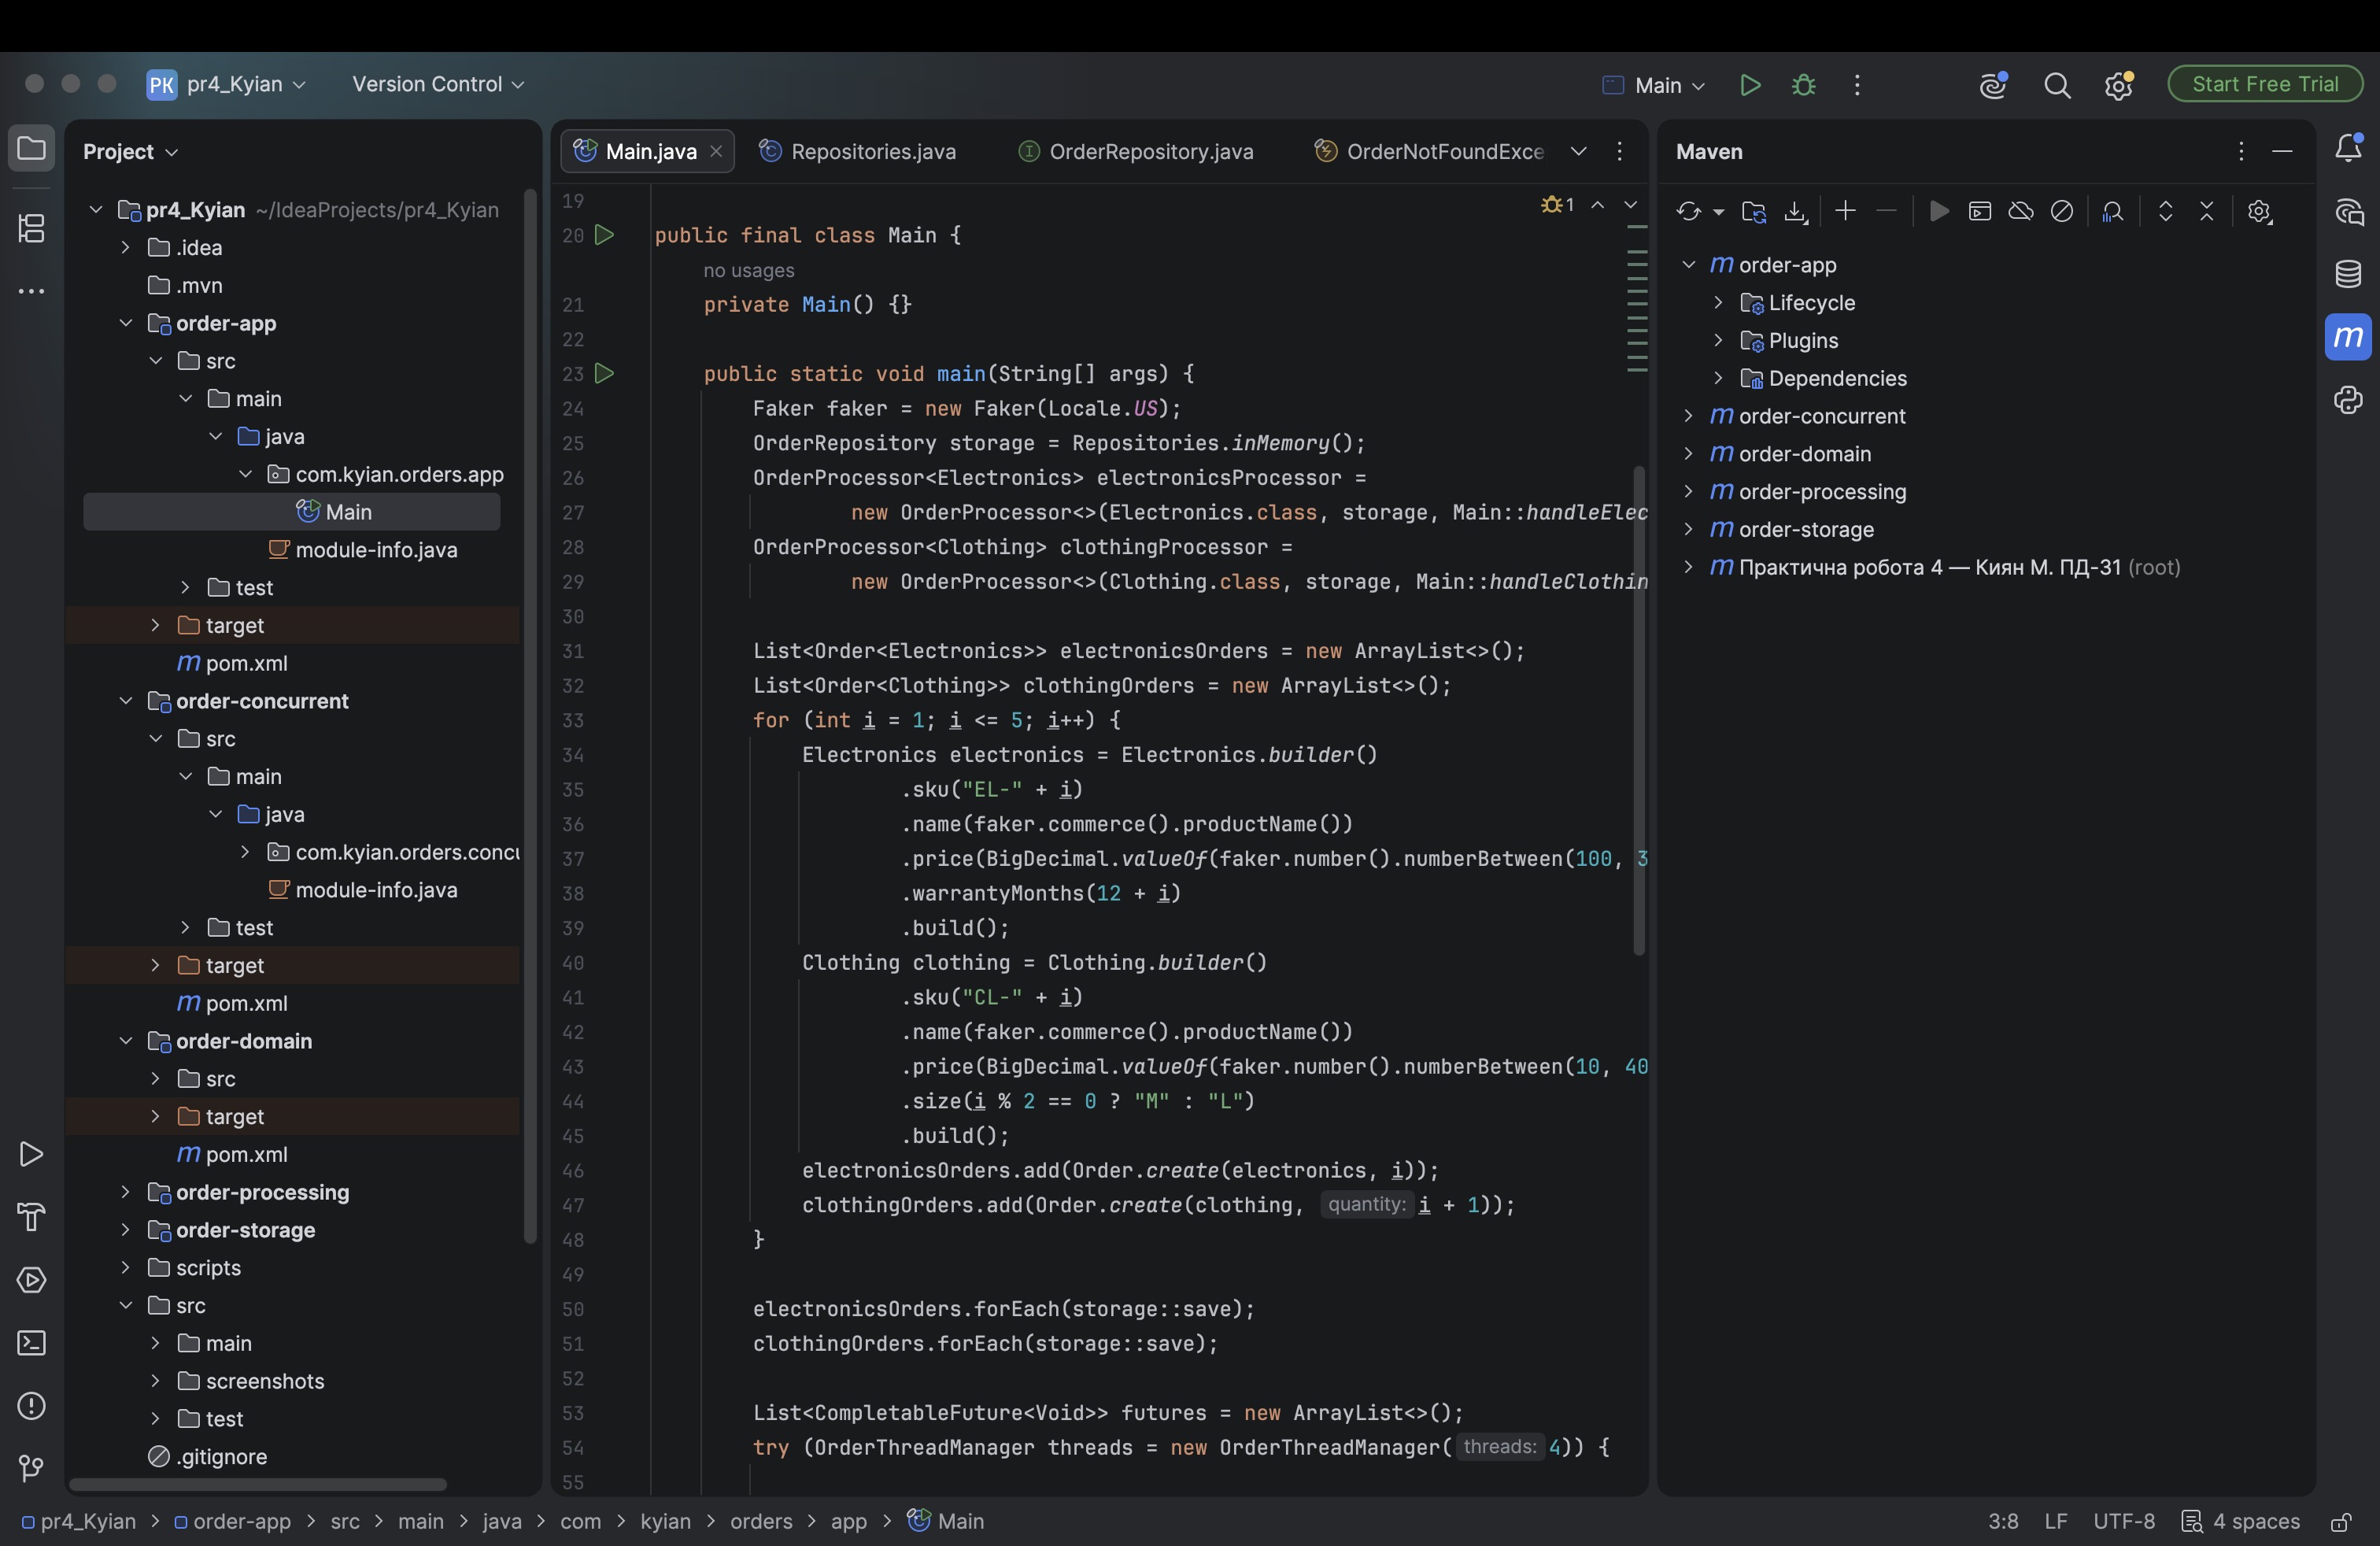 PK pr4_Kyian Version Control Main Start Free Trial
Project
pr4_Kyian ~/IdeaProjects/pr4_Kyian
.idea
.mvn
order-app
src
main
java
com.kyian.orders.app
Main
module-info.java
test
target
m pom.xml
order-concurrent
src
main
java
com.kyian.orders.concu
module-info.java
test
target
m pom.xml
order-domain
src
target
m pom.xml
order-processing
order-storage
scripts
src
main
screenshots
test
.gitignore
Main.java Repositories.java OrderRepository.java OrderNotFoundExce
1
19
20 public final class Main {
no usages
21 private Main() {}
22
23 public static void main(String[] args) {
24 Faker faker = new Faker(Locale.US);
25 OrderRepository storage = Repositories.inMemory();
26 OrderProcessor<Electronics> electronicsProcessor =
27 new OrderProcessor<>(Electronics.class, storage, Main::handleElec
28 OrderProcessor<Clothing> clothingProcessor =
29 new OrderProcessor<>(Clothing.class, storage, Main::handleClothin
30
31 List<Order<Electronics>> electronicsOrders = new ArrayList<>();
32 List<Order<Clothing>> clothingOrders = new ArrayList<>();
33 for (int i = 1; i <= 5; i++) {
34 Electronics electronics = Electronics.builder()
35 .sku("EL-" + i)
36 .name(faker.commerce().productName())
37 .price(BigDecimal.valueOf(faker.number().numberBetween(100, 3
38 .warrantyMonths(12 + i)
39 .build();
40 Clothing clothing = Clothing.builder()
41 .sku("CL-" + i)
42 .name(faker.commerce().productName())
43 .price(BigDecimal.valueOf(faker.number().numberBetween(10, 40
44 .size(i % 2 == 0 ? "M" : "L")
45 .build();
46 electronicsOrders.add(Order.create(electronics, i));
47 clothingOrders.add(Order.create(clothing, quantity: i + 1));
48 }
49
50 electronicsOrders.forEach(storage::save);
51 clothingOrders.forEach(storage::save);
52
53 List<CompletableFuture<Void>> futures = new ArrayList<>();
54 try (OrderThreadManager threads = new OrderThreadManager( threads: 4)) {
55
Maven
m order-app
Lifecycle
Plugins
Dependencies
m order-concurrent
m order-domain
m order-processing
m order-storage
m Практична робота 4 — Киян М. ПД-31 (root)
m
pr4_Kyian > order-app > src > main > java > com > kyian > orders > app > Main 3:8 LF UTF-8 4 spaces